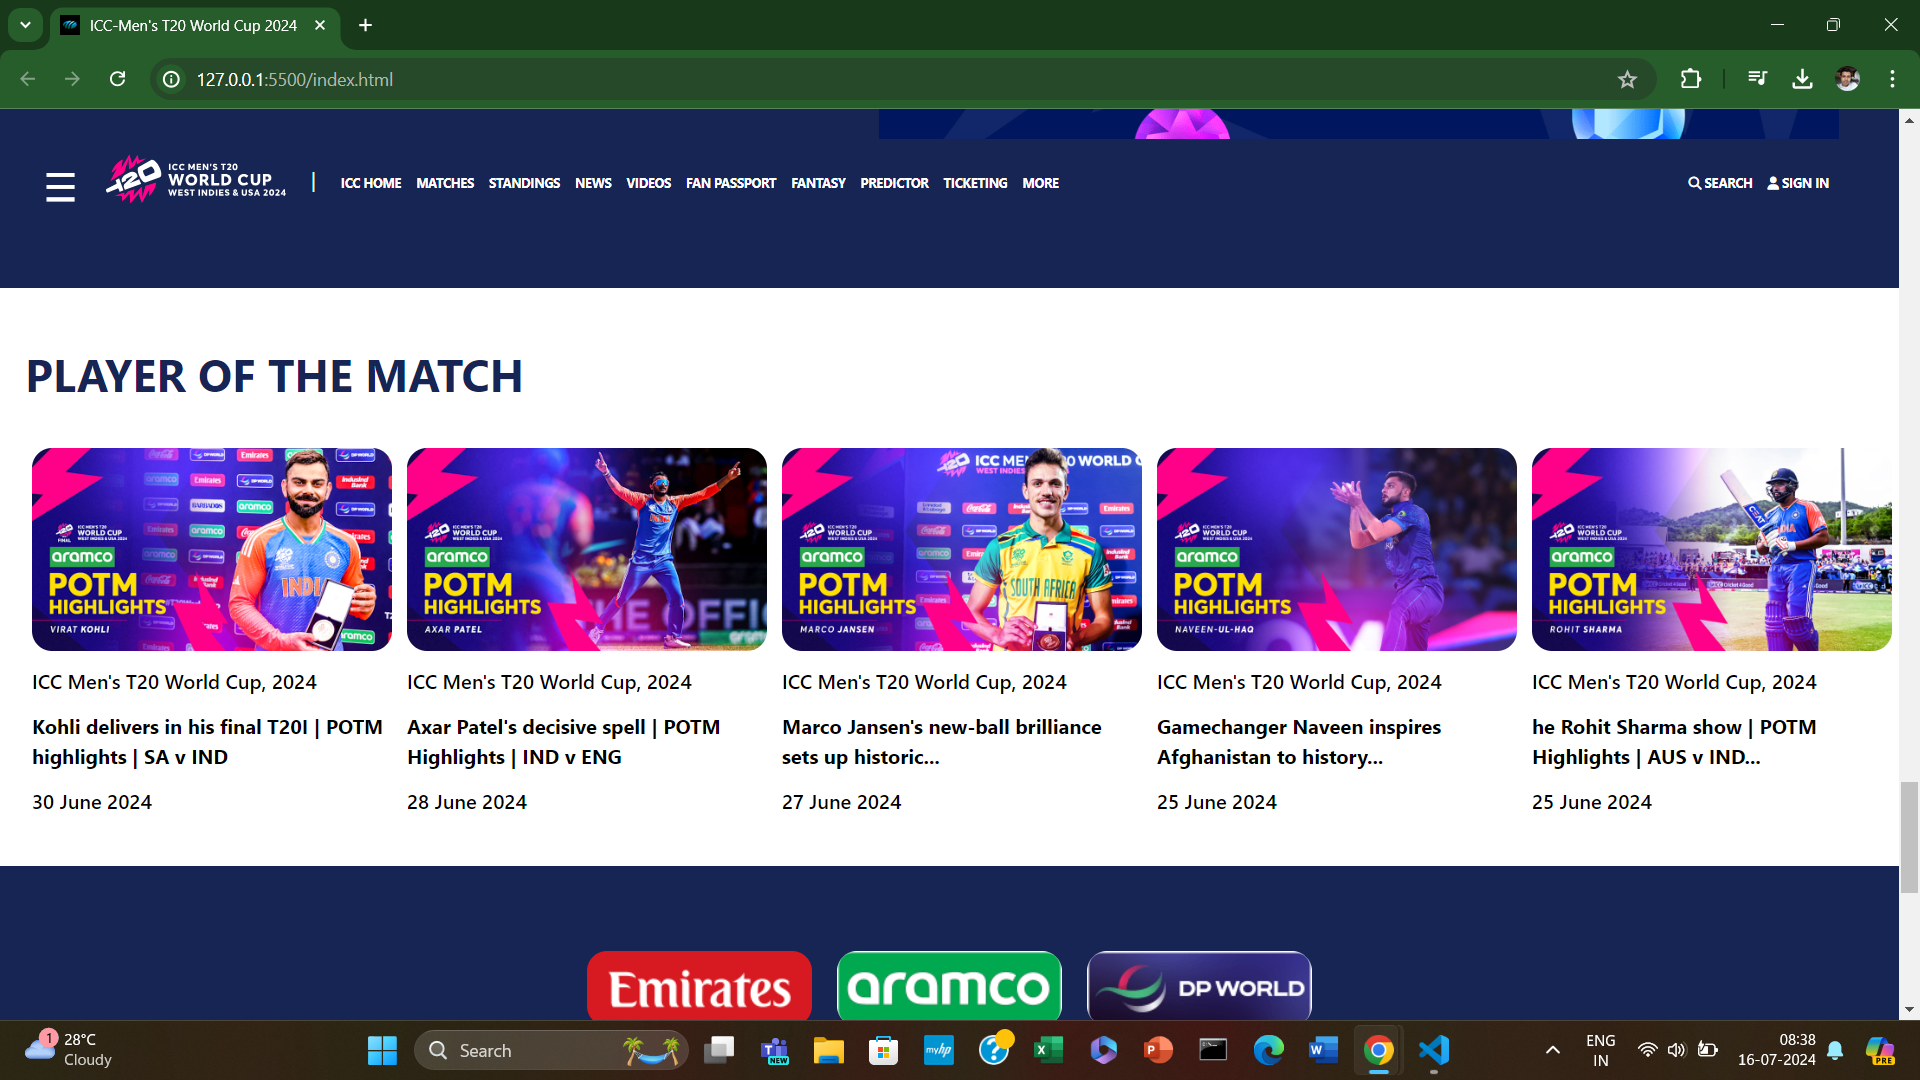 ICC-Men's T20 World Cup 2024
127.0.0.1:5500/index.html
ICC MEN'S T20
WORLD CUP
WEST INDIES & USA 2024
ICC HOME MATCHES STANDINGS NEWS VIDEOS FAN PASSPORT FANTASY PREDICTOR TICKETING MORE
SEARCH SIGN IN
PLAYER OF THE MATCH
aramco
POTM
HIGHLIGHTS
VIRAT KOHLI
ICC Men's T20 World Cup, 2024
Kohli delivers in his final T20I | POTM
highlights | SA v IND
30 June 2024
aramco
POTM
HIGHLIGHTS
AXAR PATEL
ICC Men's T20 World Cup, 2024
Axar Patel's decisive spell | POTM
Highlights | IND v ENG
28 June 2024
SOUTH AFRICA
aramco
POTM
HIGHLIGHTS
MARCO JANSEN
ICC Men's T20 World Cup, 2024
Marco Jansen's new-ball brilliance
sets up historic...
27 June 2024
aramco
POTM
HIGHLIGHTS
NAVEEN-UL-HAQ
ICC Men's T20 World Cup, 2024
Gamechanger Naveen inspires
Afghanistan to history...
25 June 2024
aramco
POTM
HIGHLIGHTS
ROHIT SHARMA
ICC Men's T20 World Cup, 2024
he Rohit Sharma show | POTM
Highlights | AUS v IND...
25 June 2024
Emirates
aramco
DP WORLD
1
28°C
Cloudy
Search
NEW
myhp
ENG
IN
08:38
16-07-2024
PRE